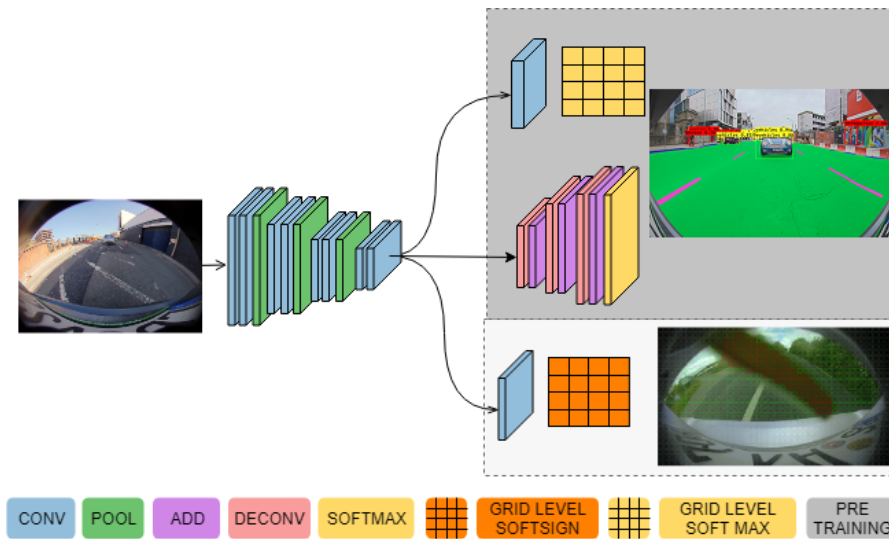 CONV
POOL
ADD
DECONV
SOFTMAX
GRID LEVEL
SOFTSIGN
GRID LEVEL
SOFT MAX
PRE
TRAINING